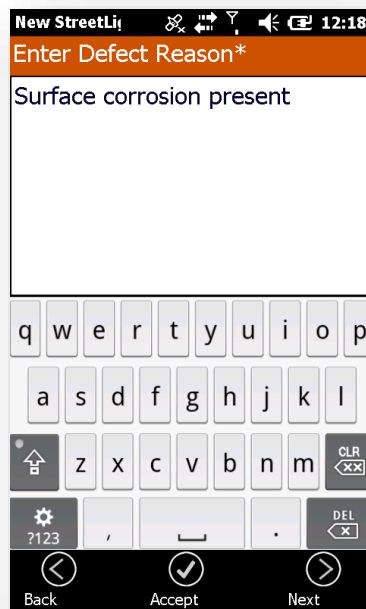 New StreetLi 12:18
Enter Defect Reason*
Surface corrosion present
q w e r t y u i o p
a s d f g h j k l
z x c v b n m CLR
?123 , . DEL
Back Accept Next